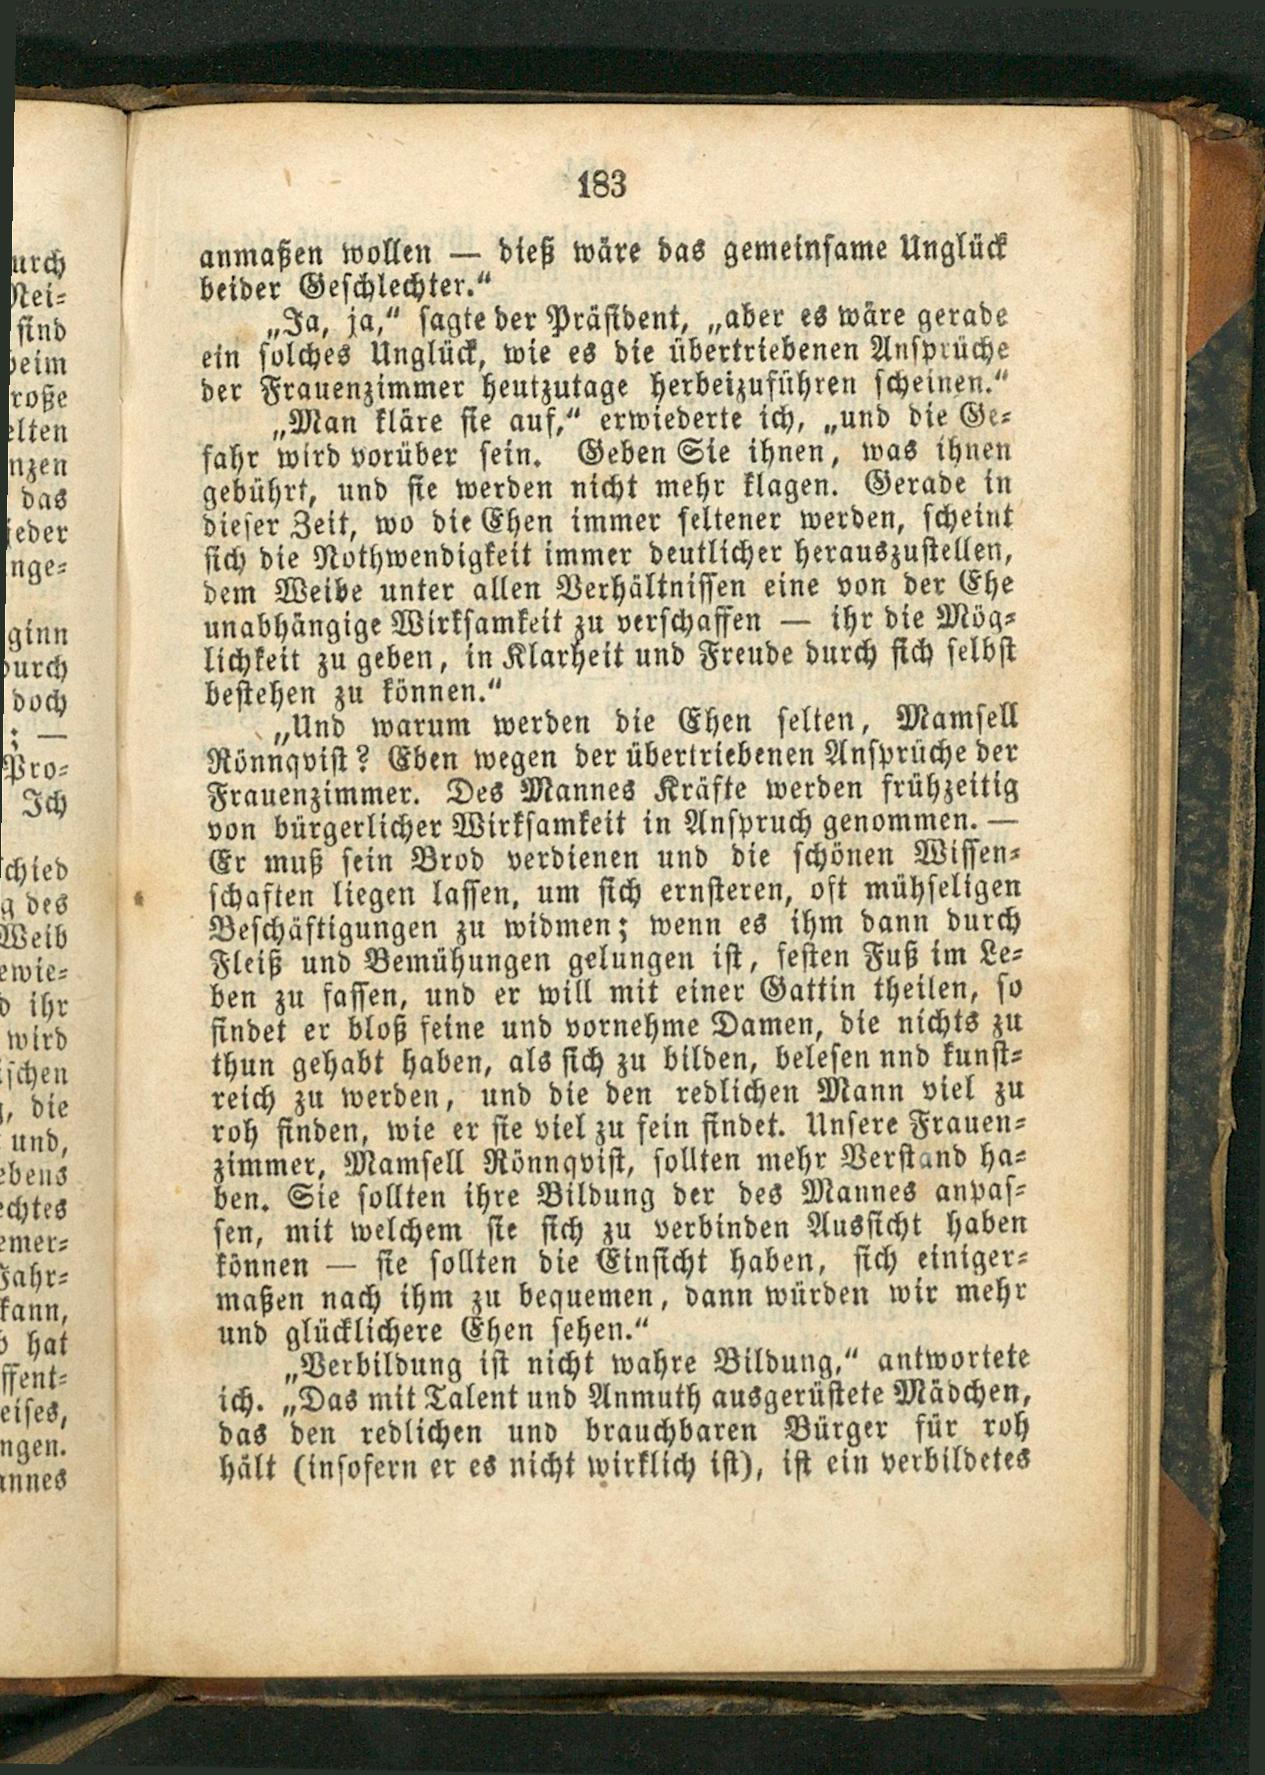 183
anmaßen wollen — dieß wäre das gemeinsame Unglück
beider Geschlechter.“
„Ja, ja,“ sagte der Präsident, „aber es wäre gerade
ein solches Unglück, wie es die übertriebenen Ansprüche
der Frauenzimmer heutzutage herbeizuführen scheinen.“
„Man kläre sie auf,“ erwiederte ich, „und die Ge-
fahr wird vorüber sein. Geben Sie ihnen, was ihnen
gebührt, und sie werden nicht mehr klagen. Gerade in
dieser Zeit, wo die Ehen immer seltener werden, scheint
sich die Nothwendigkeit immer deutlicher herauszustellen,
dem Weibe unter allen Verhältnissen eine von der Ehe
unabhängige Wirksamkeit zu verschaffen — ihr die Mög-
lichkeit zu geben, in Klarheit und Freude durch sich selbst
bestehen zu können.“
„Und warum werden die Ehen selten, Mamsell
Rönnqvist? Eben wegen der übertriebenen Ansprüche der
Frauenzimmer. Des Mannes Kräfte werden frühzeitig
von bürgerlicher Wirksamkeit in Anspruch genommen. —
Er muß sein Brod verdienen und die schönen Wissen-
schaften liegen lassen, um sich ernsteren, oft mühseligen
Beschäftigungen zu widmen; wenn es ihm dann durch
Fleiß und Bemühungen gelungen ist, festen Fuß im Le-
ben zu fassen, und er will mit einer Gattin theilen, so
findet er bloß feine und vornehme Damen, die nichts zu
thun gehabt haben, als sich zu bilden, belesen nnd kunst-
reich zu werden, und die den redlichen Mann viel zu
roh finden, wie er sie viel zu fein findet. Unsere Frauen-
zimmer, Mamsell Rönnqvist, sollten mehr Verstand ha-
ben. Sie sollten ihre Bildung der des Mannes anpas-
sen, mit welchem sie sich zu verbinden Aussicht haben
können — sie sollten die Einsicht haben, sich einiger-
maßen nach ihm zu bequemen, dann würden wir mehr
und glücklichere Ehen sehen.“
„Verbildung ist nicht wahre Bildung,“ antwortete
ich. „Das mit Talent und Anmuth ausgerüstete Mädchen,
das den redlichen und brauchbaren Bürger für roh
hält (insofern er es nicht wirklich ist), ist ein verbildetes